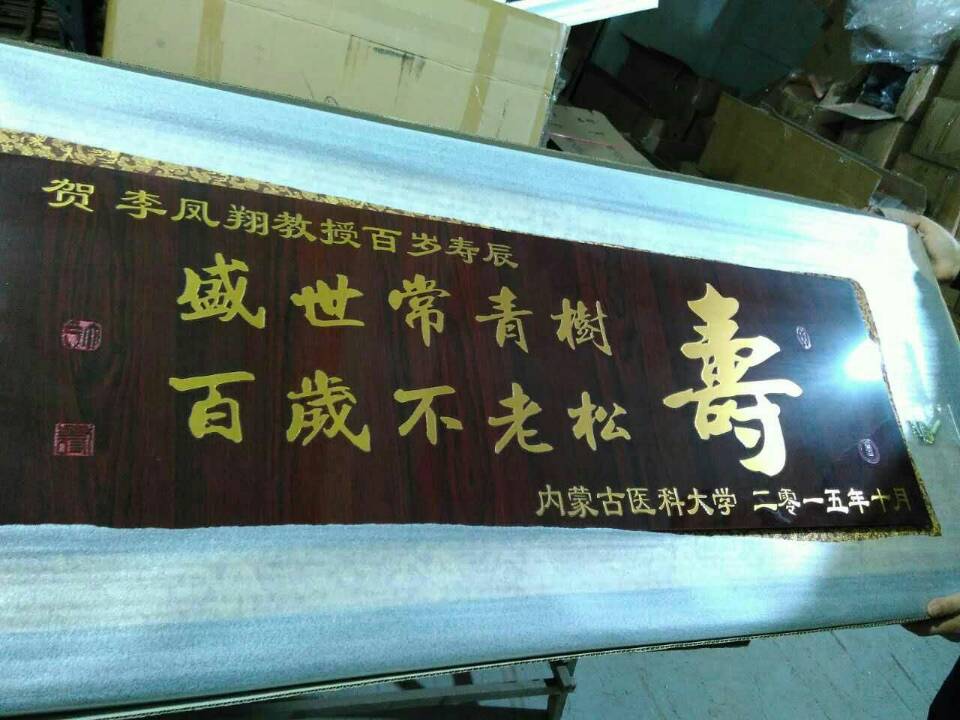 贺 李凤翔教授百岁寿辰
盛世常青樹
百歲不老松
壽
内蒙古医科大学 二零一五年十月